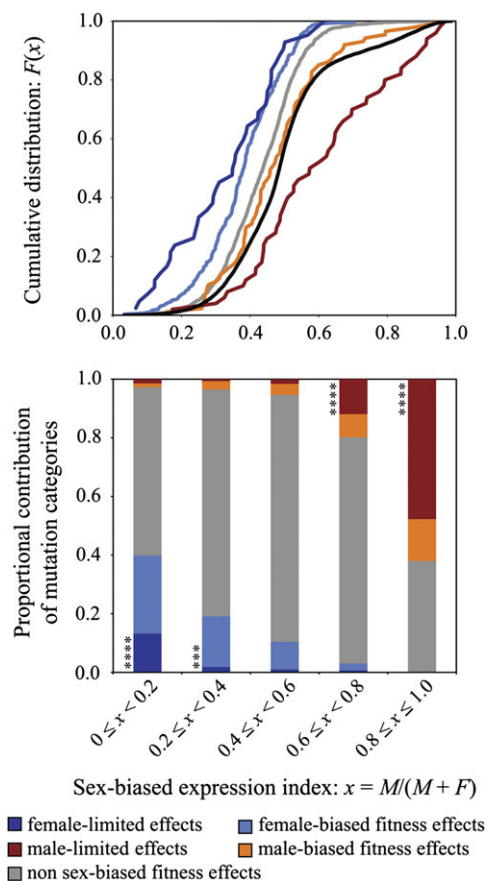 Cumulative distribution: F(x)
1.0
0.8
0.6
0.4
0.2
0.0
0.0 0.2 0.4 0.6 0.8 1.0
Proportional contribution
of mutation categories
1.0
0.8
0.6
0.4
0.2
0.0
****
***
****
****
0 ≤ x < 0.2
0.2 ≤ x < 0.4
0.4 ≤ x < 0.6
0.6 ≤ x < 0.8
0.8 ≤ x ≤ 1.0
Sex-biased expression index: x = M/(M + F)
female-limited effects
female-biased fitness effects
male-limited effects
male-biased fitness effects
non sex-biased fitness effects